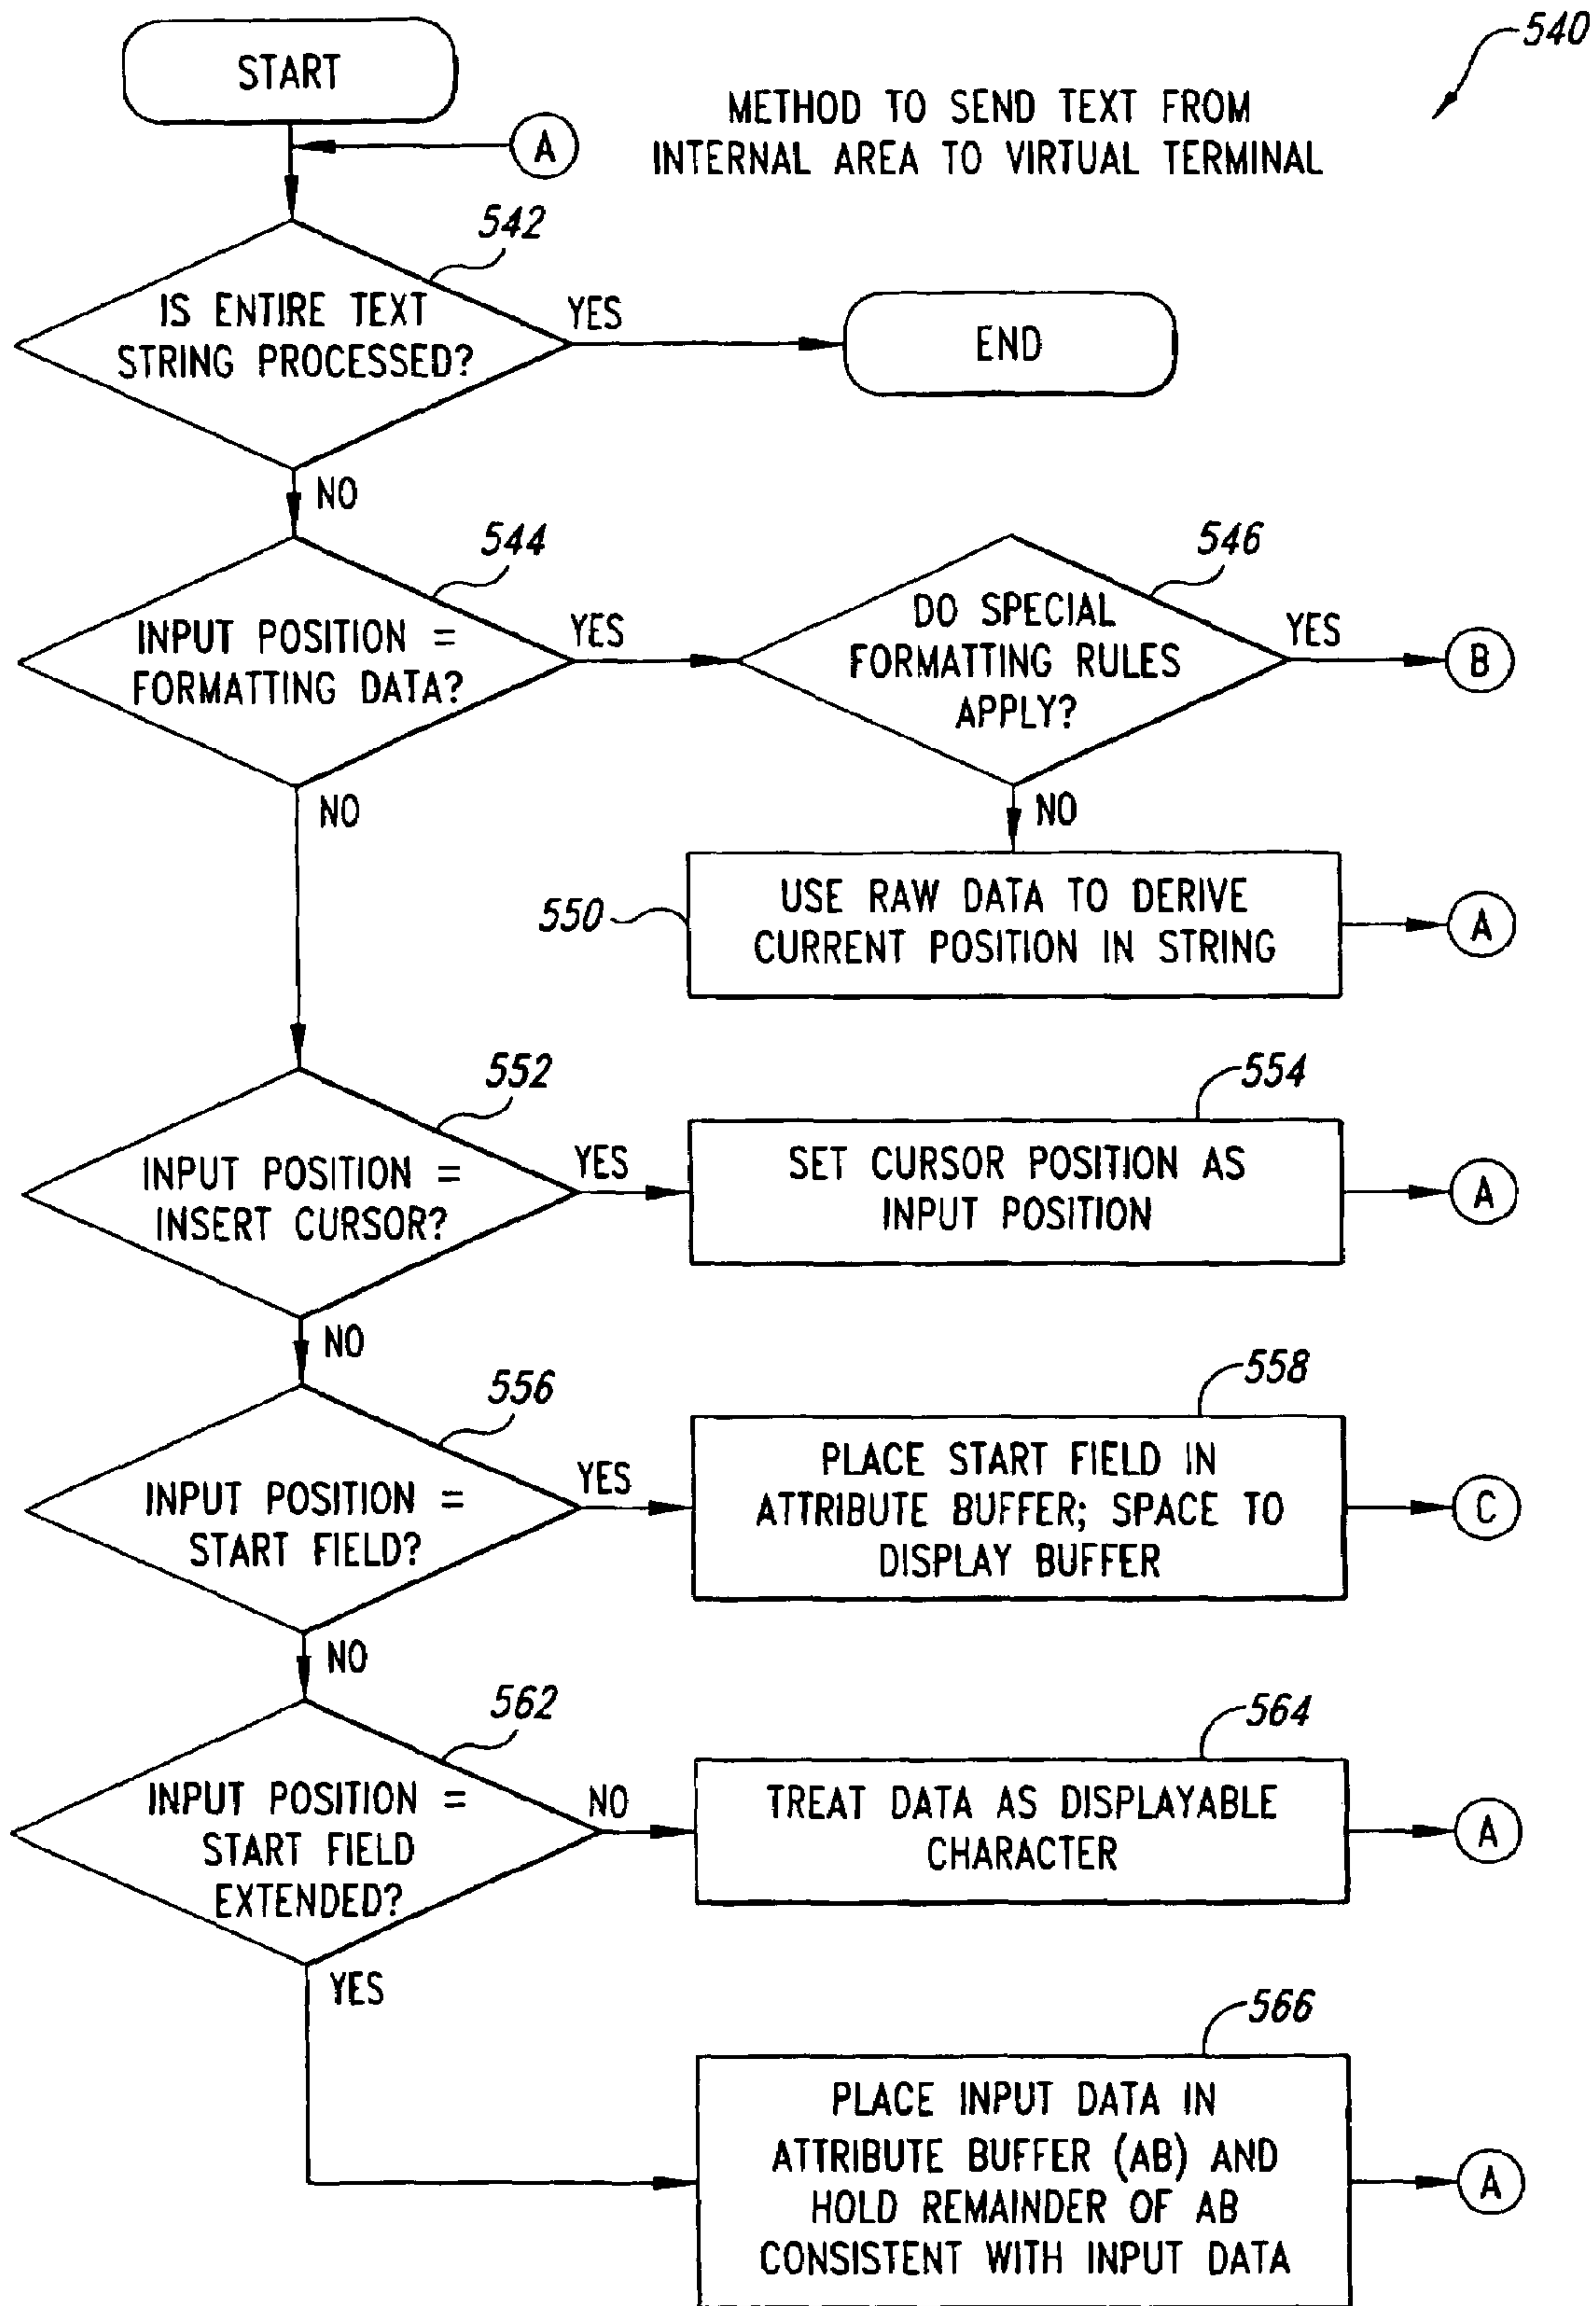 540
START
A
METHOD TO SEND TEXT FROM
INTERNAL AREA TO VIRTUAL TERMINAL
542
IS ENTIRE TEXT
STRING PROCESSED?
YES
END
NO
544
INPUT POSITION =
FORMATTING DATA?
YES
546
DO SPECIAL
FORMATTING RULES
APPLY?
YES
B
NO
NO
550
USE RAW DATA TO DERIVE
CURRENT POSITION IN STRING
A
552
INPUT POSITION =
INSERT CURSOR?
YES
554
SET CURSOR POSITION AS
INPUT POSITION
A
NO
556
INPUT POSITION =
START FIELD?
YES
558
PLACE START FIELD IN
ATTRIBUTE BUFFER; SPACE TO
DISPLAY BUFFER
C
NO
562
INPUT POSITION =
START FIELD
EXTENDED?
NO
564
TREAT DATA AS DISPLAYABLE
CHARACTER
A
YES
566
PLACE INPUT DATA IN
ATTRIBUTE BUFFER (AB) AND
HOLD REMAINDER OF AB
CONSISTENT WITH INPUT DATA
A